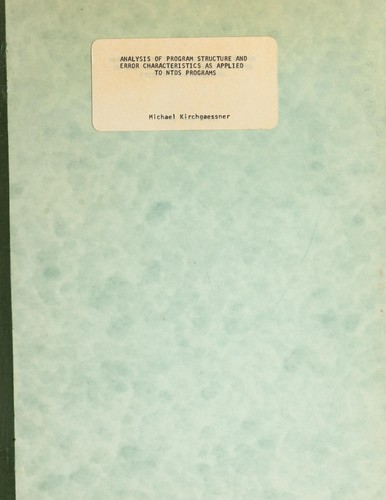 ANALYSIS OF PROGRAM STRUCTURE AND
ERROR CHARACTERISTICS AS APPLIED
TO NTDS PROGRAMS
Michael Kirchgaessner